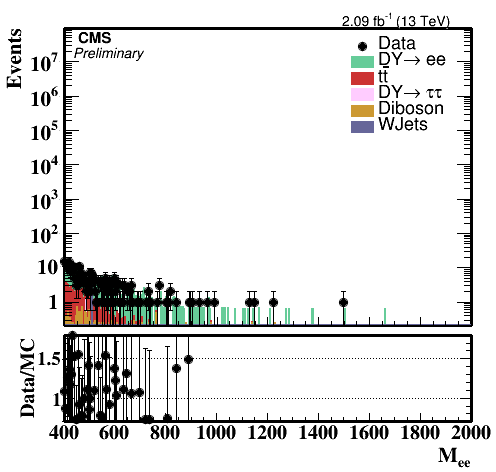 2.09 fb⁻¹ (13 TeV)
CMS
Preliminary
Events
10⁷
10⁶
10⁵
10⁴
10³
10²
10
1
Data
DY→ ee
tt̄
DY→ ττ
Diboson
WJets
Data/MC
1.5
1
400 600 800 1000 1200 1400 1600 1800 2000
Mₑₑ